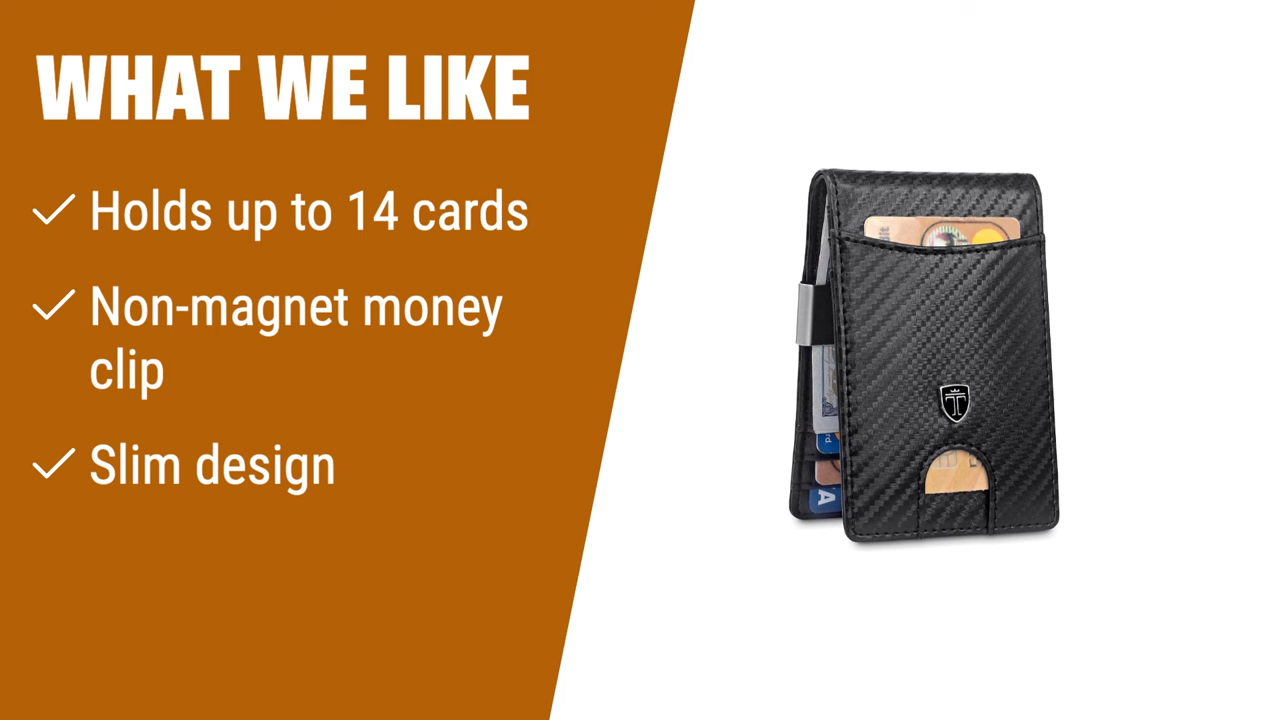 WHAT WE LIKE
Holds up to 14 cards
Non-magnet money
clip
Slim design
T
A